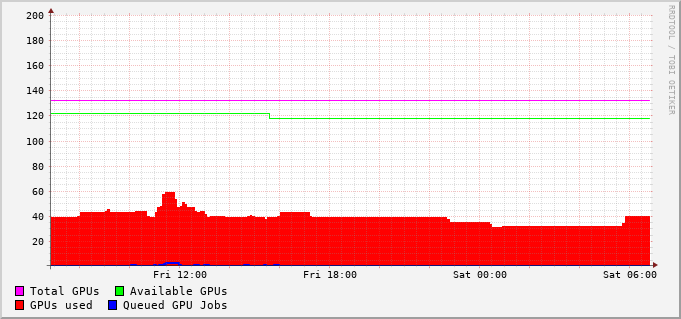 200
180
160
140
120
100
80
60
40
20
Fri 12:00 Fri 18:00 Sat 00:00 Sat 06:00
Total GPUs Available GPUs
GPUs used Queued GPU Jobs
RRDTOOL / TOBI OETIKER